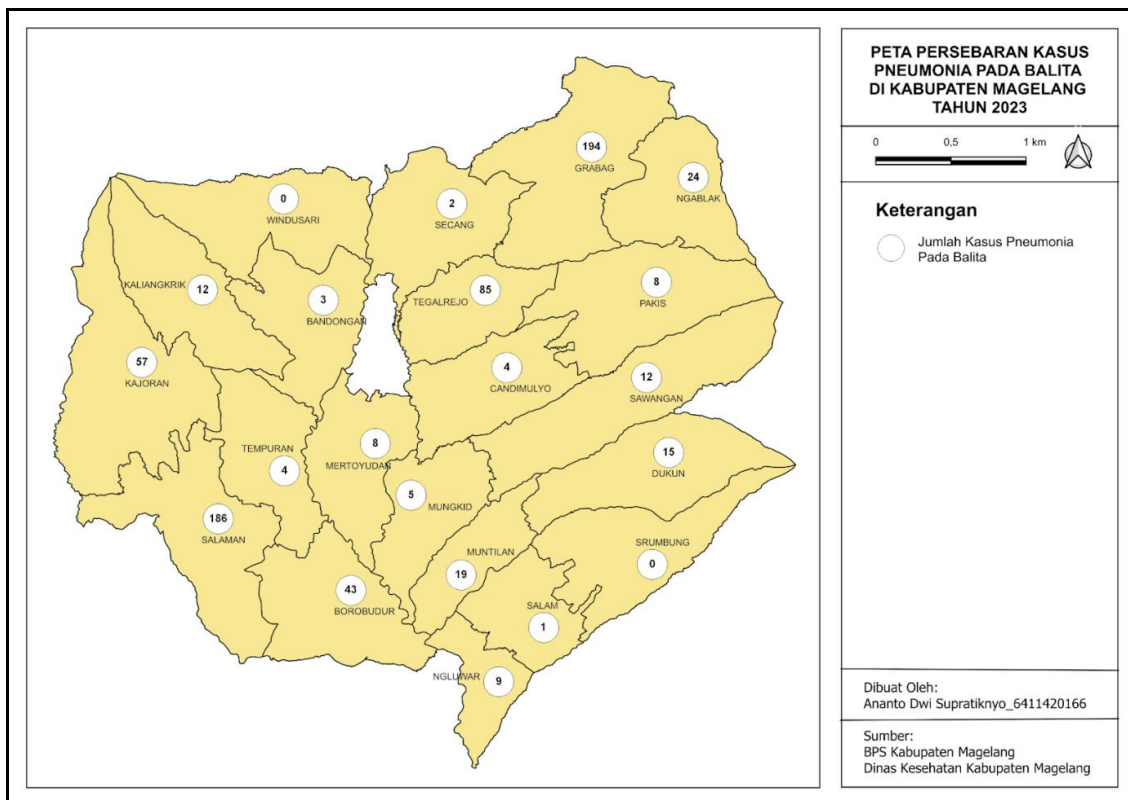 PETA PERSEBARAN KASUS
PNEUMONIA PADA BALITA
DI KABUPATEN MAGELANG
TAHUN 2023
0 0,5 1 km
Keterangan
Jumlah Kasus Pneumonia
Pada Balita
194
GRABAG
24
NGABLAK
0
WINDUSARI
2
SECANG
KALIANGKRIK 12
3
BANDONGAN
TEGALREJO 85
8
PAKIS
57
KAJORAN
4
CANDIMULYO
12
SAWANGAN
TEMPURAN
4
8
MERTOYUDAN
5
MUNGKID
15
DUKUN
186
SALAMAN
MUNTILAN
19
SRUMBUNG
0
43
BOROBUDUR
SALAM
1
NGLUWAR 9
Dibuat Oleh:
Ananto Dwi Supratiknyo_6411420166
Sumber:
BPS Kabupaten Magelang
Dinas Kesehatan Kabupaten Magelang